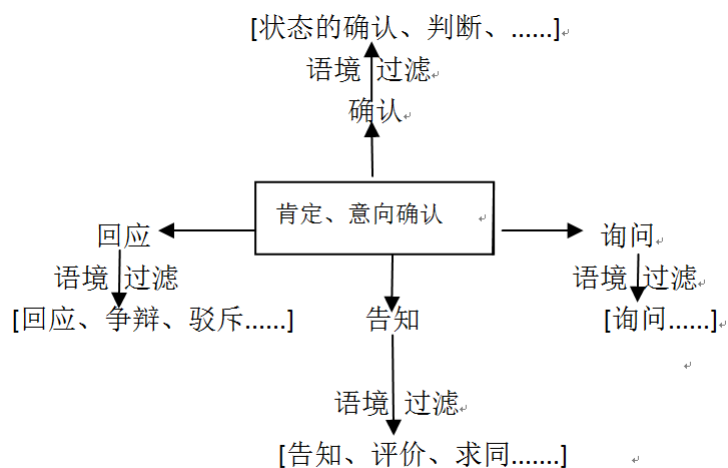 [状态的确认、判断、......]
语境 过滤
确认
肯定、意向确认
回应
询问
语境 过滤
语境 过滤
[回应、争辩、驳斥......]
告知
[询问......]
语境 过滤
[告知、评价、求同.......]